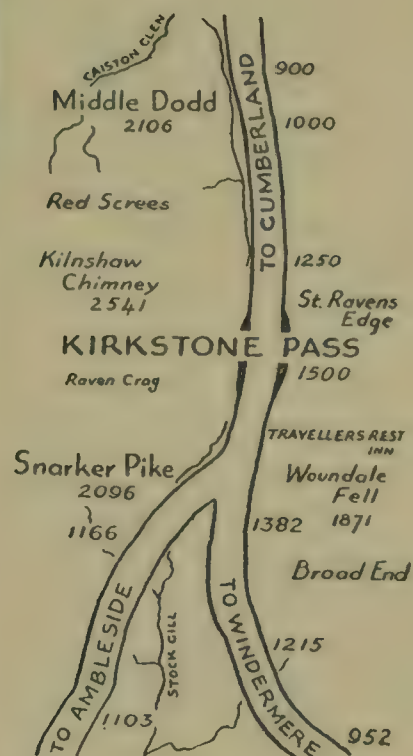 CAISTON GLEN
900
Middle Dodd
2106
1000
TO CUMBERLAND
Red Screes
Kilnshaw
Chimney
2541
1250
St. Ravens
Edge
KIRKSTONE PASS
Raven Crag
1500
TRAVELLERS REST
INN
Snarker Pike
2096
Woundale
Fell
1871
1166
1382
Broad End
STOCK GILL
TO AMBLESIDE
TO WINDERMERE
1215
1103
952